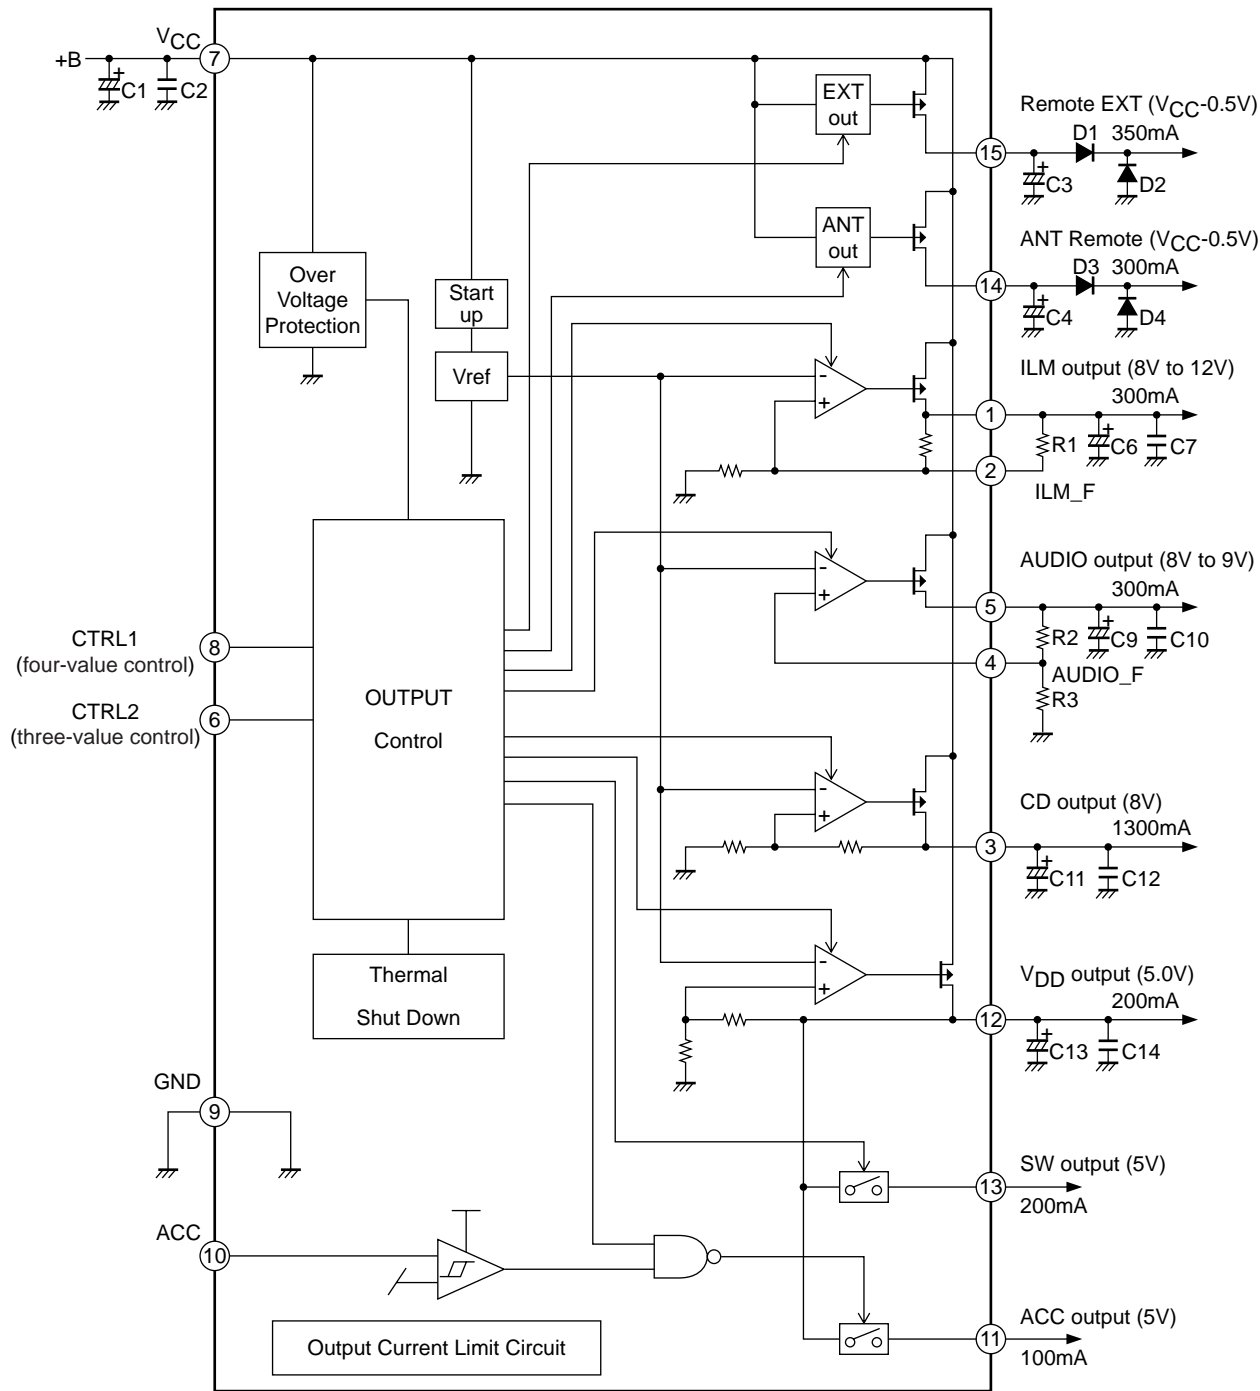 VCC
7
+B
C1
C2
EXT
out
Remote EXT (VCC-0.5V)
D1
350mA
15
C3
D2
ANT
out
ANT Remote (VCC-0.5V)
D3
300mA
14
C4
D4
Over
Voltage
Protection
Start
up
Vref
-
+
ILM output (8V to 12V)
300mA
1
R1
+
C6
C7
2
ILM_F
-
+
AUDIO output (8V to 9V)
300mA
5
R2
+
C9
C10
4
AUDIO_F
R3
CTRL1
(four-value control)
8
CTRL2
(three-value control)
6
OUTPUT
Control
-
+
CD output (8V)
1300mA
3
+
C11
C12
Thermal
Shut Down
-
+
VDD output (5.0V)
200mA
12
+
C13
C14
GND
9
SW output (5V)
13
200mA
ACC
10
ACC output (5V)
11
100mA
Output Current Limit Circuit